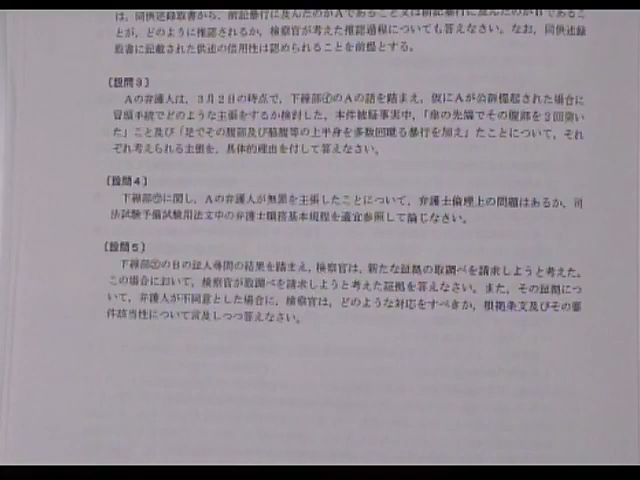 は，同供述録取書から，前記暴行に及んだのがAであること又は前記暴行に及んだのがBであるこ
とが，どのように推認されるか，検察官が考えた推認過程についても答えなさい。なお，同供述録
取書に記載された供述の信用性は認められることを前提とする。
〔設問３〕
Aの弁護人は，３月２日の時点で，下線部㋑のAの話を踏まえ，仮にAが公訴提起された場合に
冒頭手続でどのような主張をするか検討した。本件被疑事実中，「傘の先端でその腹部を２回突い
た」こと及び「足でその腹部及び脇腹等の上半身を多数回蹴る暴行を加え」たことについて，それ
ぞれ考えられる主張を，具体的理由を付して答えなさい。
〔設問４〕
に関し，Aの弁護人が無罪を主張したことについて，弁護士倫理上の問題はあるか，司
法試験予備試験用法文中の弁護士職務基本規程を適宜参照して論じなさい。
〔設問５〕
のBの証人尋問の結果を踏まえ，検察官は，新たな証拠の取調べを請求しようと考えた。
この場合において，検察官が取調べを請求しようと考えた証拠を答えなさい。また，その証拠につ
いて，弁護人が不同意とした場合に，検察官は，どのような対応をすべきか，根拠条文及びその要
件該当性について言及しつつ答えなさい。